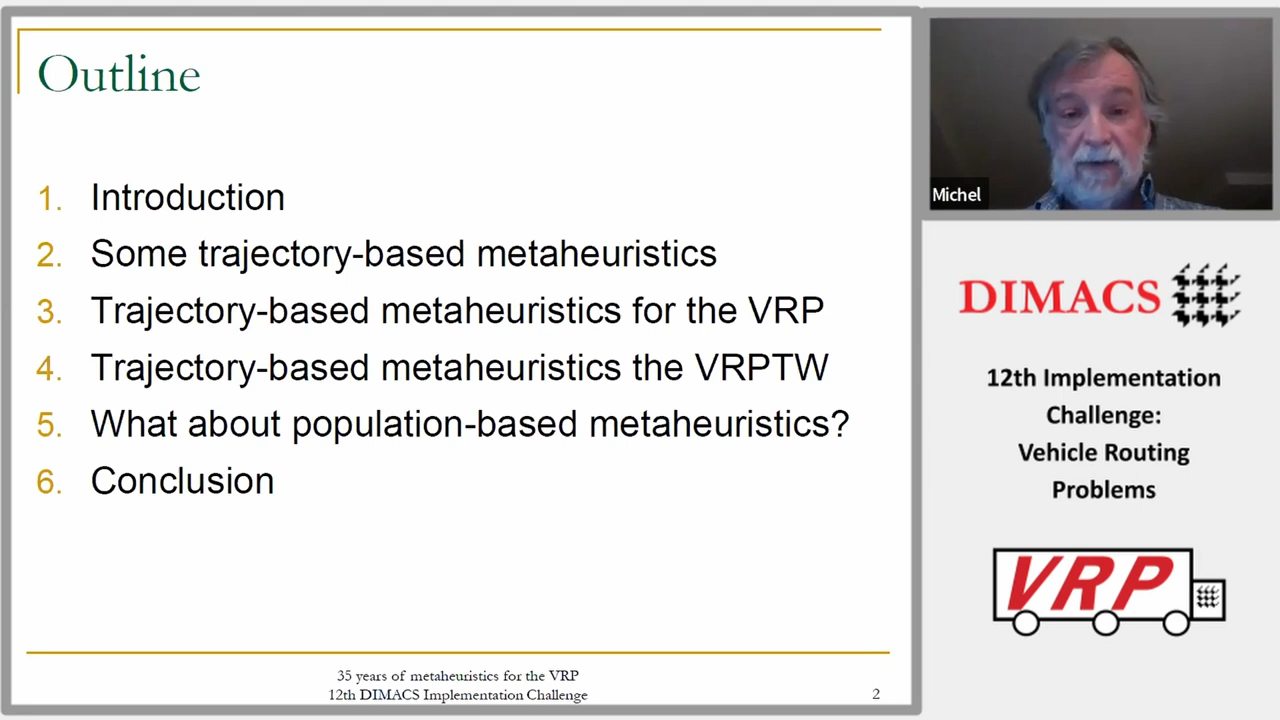 Outline
1. Introduction
2. Some trajectory-based metaheuristics
3. Trajectory-based metaheuristics for the VRP
4. Trajectory-based metaheuristics the VRPTW
5. What about population-based metaheuristics?
6. Conclusion
35 years of metaheuristics for the VRP
12th DIMACS Implementation Challenge
2
Michel
DIMACS
12th Implementation
Challenge:
Vehicle Routing
Problems
VRP